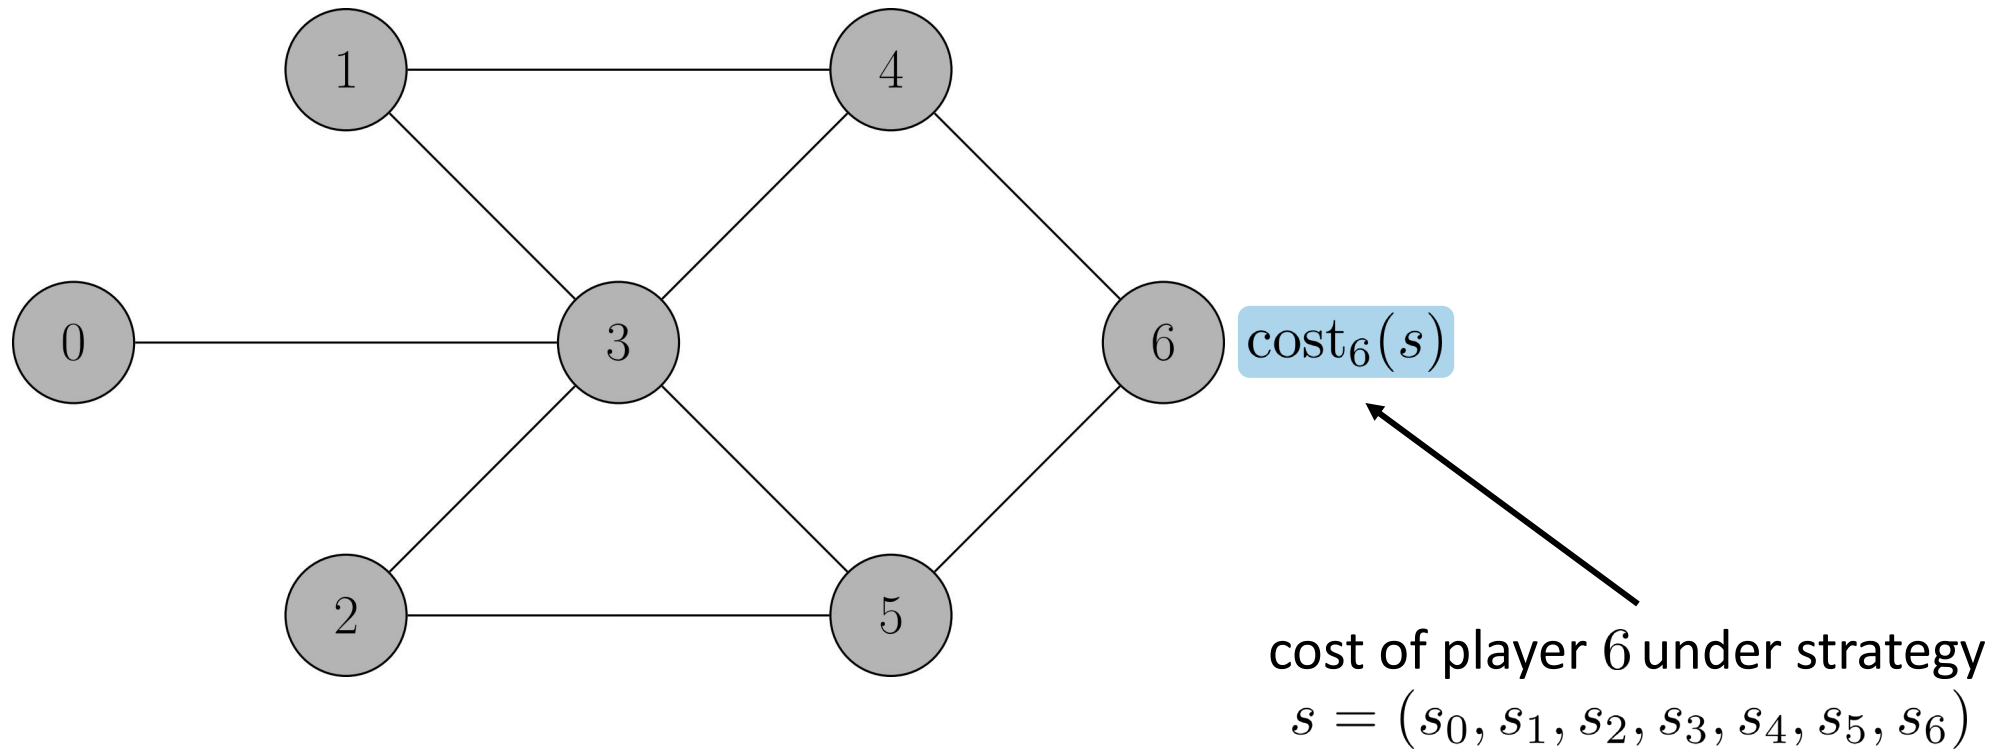 1
4
0
3
6
cost₆(s)
2
5
cost of player 6 under strategy
s = (s₀, s₁, s₂, s₃, s₄, s₅, s₆)